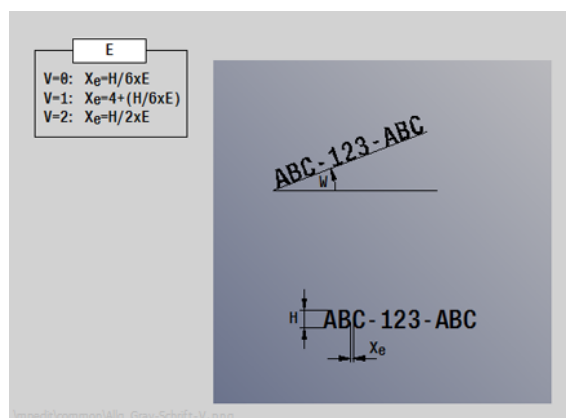 E
V=0: Xe=H/6xE
V=1: Xe=4+(H/6xE)
V=2: Xe=H/2xE
ABC-123-ABC
W
H ABC-123-ABC
Xe